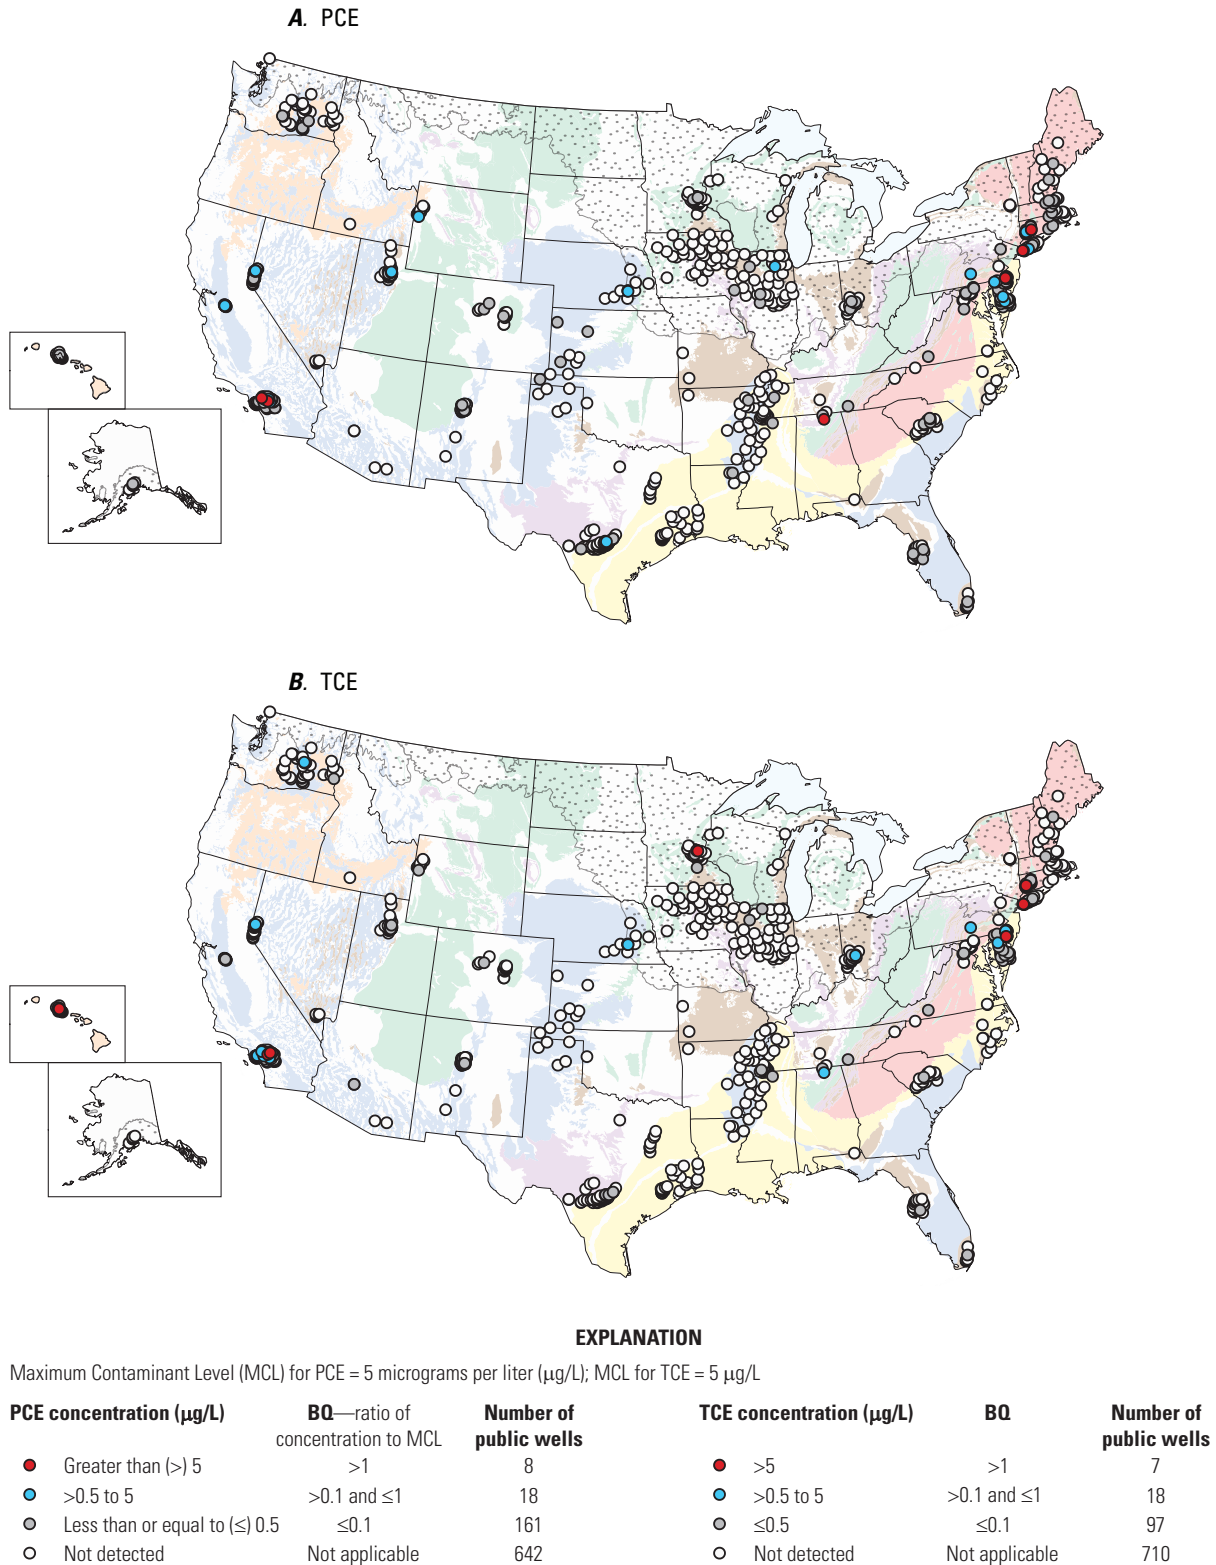 A. PCE
B. TCE
EXPLANATION
Maximum Contaminant Level (MCL) for PCE = 5 micrograms per liter (µg/L); MCL for TCE = 5 µg/L
PCE concentration (µg/L) BQ—ratio of concentration to MCL Number of public wells
Greater than (>) 5 >1 8
>0.5 to 5 >0.1 and ≤1 18
Less than or equal to (≤) 0.5 ≤0.1 161
Not detected Not applicable 642
TCE concentration (µg/L) BQ Number of public wells
>5 >1 7
>0.5 to 5 >0.1 and ≤1 18
≤0.5 ≤0.1 97
Not detected Not applicable 710